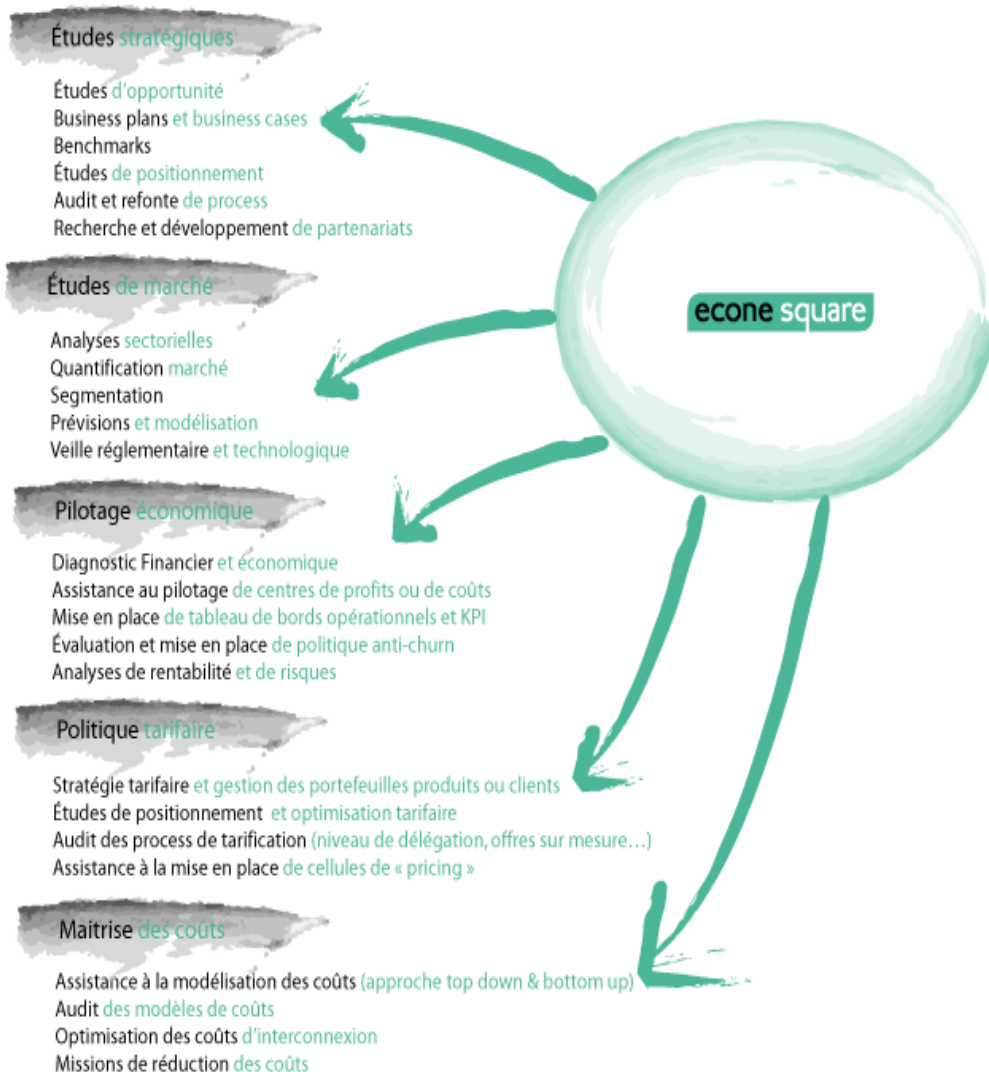 Études stratégiques
Études d'opportunité
Business plans et business cases
Benchmarks
Études de positionnement
Audit et refonte de process
Recherche et développement de partenariats
Études de marché
Analyses sectorielles
Quantification marché
Segmentation
Prévisions et modélisation
Veille réglementaire et technologique
Pilotage économique
Diagnostic Financier et économique
Assistance au pilotage de centres de profits ou de coûts
Mise en place de tableau de bords opérationnels et KPI
Évaluation et mise en place de politique anti-churn
Analyses de rentabilité et de risques
Politique tarifaire
Stratégie tarifaire et gestion des portefeuilles produits ou clients
Études de positionnement et optimisation tarifaire
Audit des process de tarification (niveau de délégation, offres sur mesure...)
Assistance à la mise en place de cellules de « pricing »
Maitrise des coûts
Assistance à la modélisation des coûts (approche top down & bottom up)
Audit des modèles de coûts
Optimisation des coûts d'interconnexion
Missions de réduction des coûts
econe square